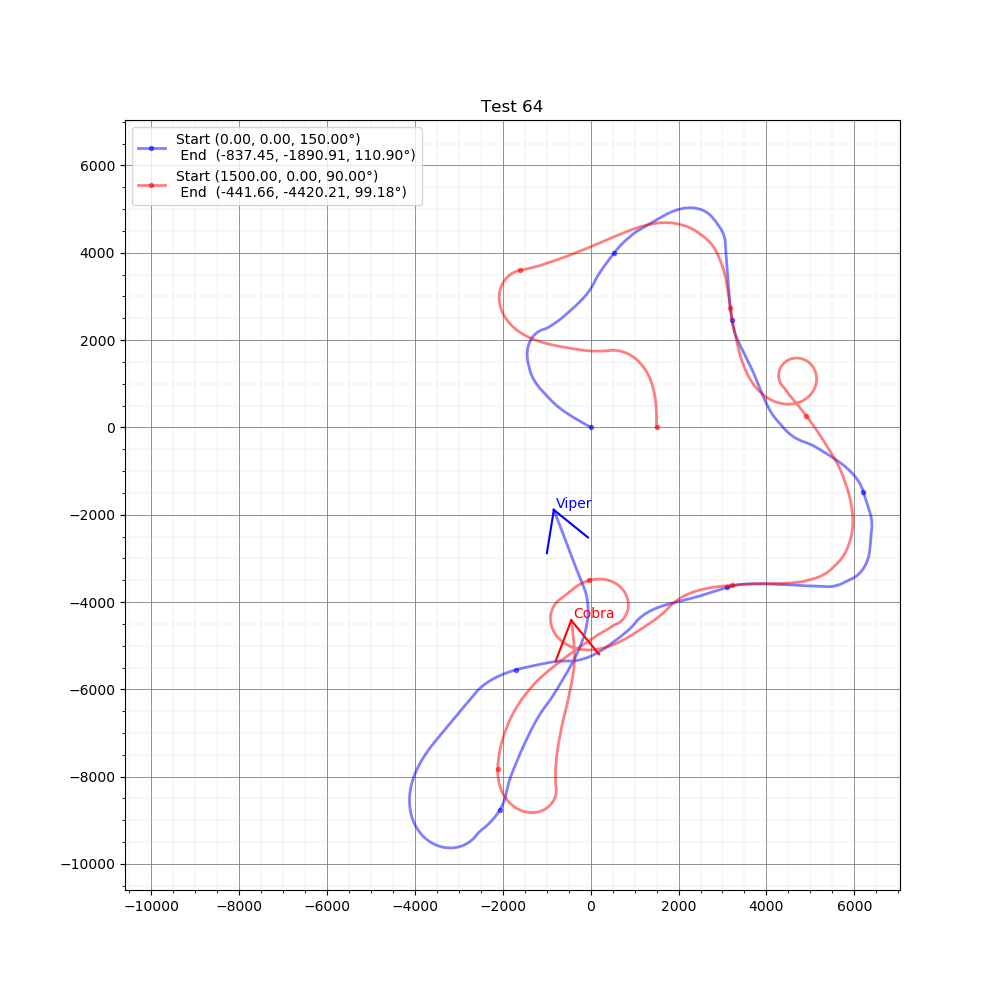 Test 64
Start (0.00, 0.00, 150.00°)
End (-837.45, -1890.91, 110.90°)
Start (1500.00, 0.00, 90.00°)
End (-441.66, -4420.21, 99.18°)
6000
4000
2000
0
−2000
−4000
−6000
−8000
−10000
Viper
Cobra
−10000 −8000 −6000 −4000 −2000 0 2000 4000 6000